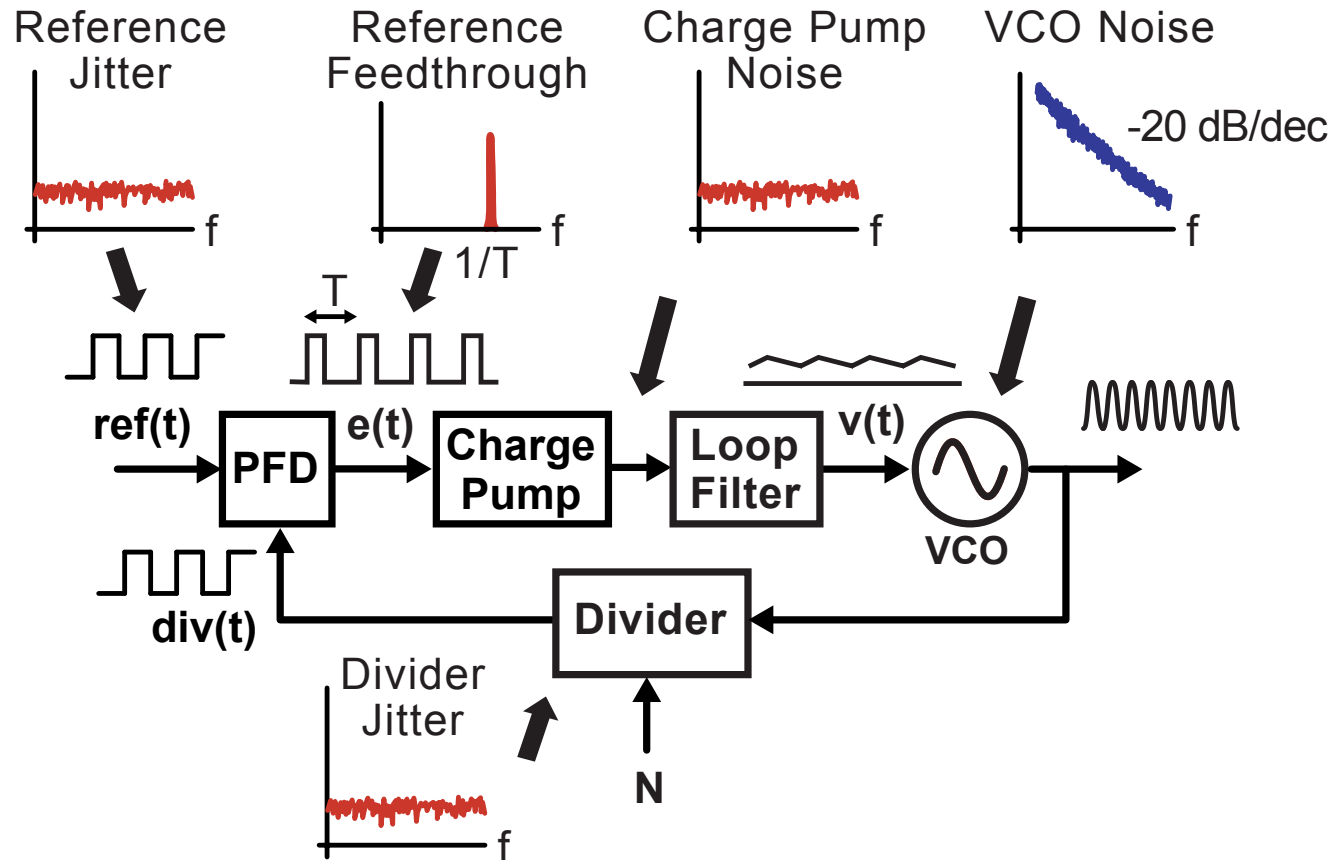 Reference
Jitter
Reference
Feedthrough
Charge Pump
Noise
VCO Noise
-20 dB/dec
f
f
1/T
f
f
T
ref(t)
PFD
e(t)
Charge
Pump
Loop
Filter
v(t)
VCO
div(t)
Divider
Divider
Jitter
N
f